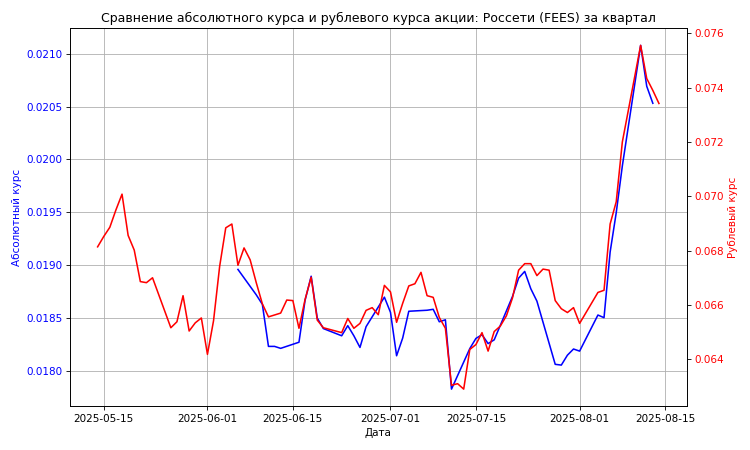 Сравнение абсолютного курса и рублевого курса акции: Россети (FEES) за квартал
0.0210
0.0205
0.0200
0.0195
0.0190
0.0185
0.0180
Абсолютный курс
0.076
0.074
0.072
0.070
0.068
0.066
0.064
Рублевый курс
2025-05-15 2025-06-01 2025-06-15 2025-07-01 2025-07-15 2025-08-01 2025-08-15
Дата